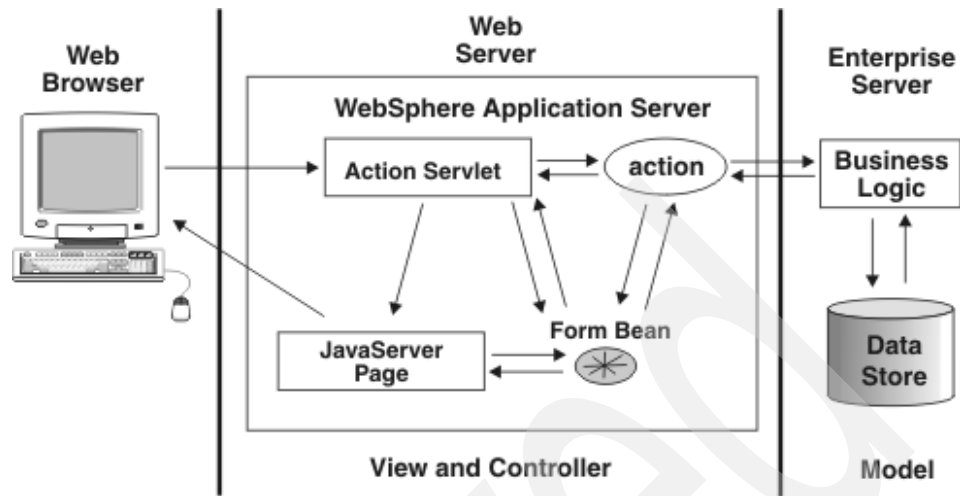 Web
Browser
Web
Server
Enterprise
Server
WebSphere Application Server
Action Servlet
action
Business
Logic
Form Bean
JavaServer
Page
Data
Store
View and Controller
Model